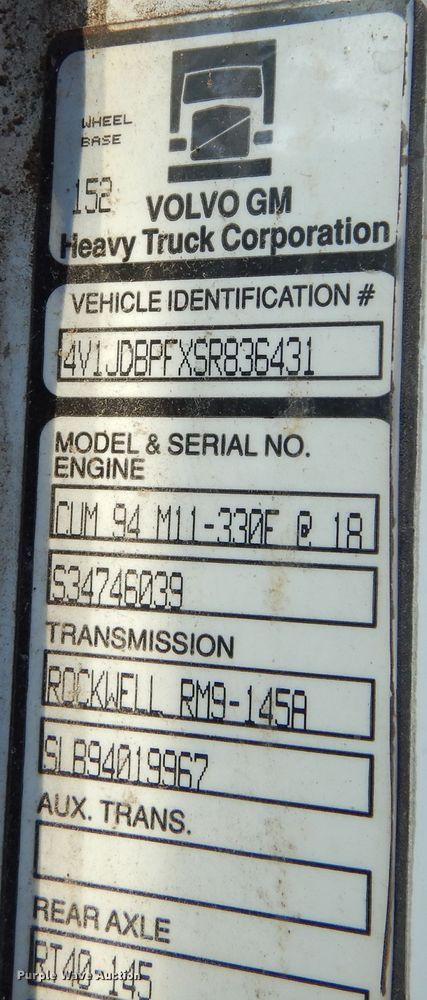 WHEEL
BASE
152
VOLVO GM
Heavy Truck Corporation
VEHICLE IDENTIFICATION #
4V1JDBPFXSR836431
MODEL & SERIAL NO.
ENGINE
CUM 94 M11-330E @ 18
S34746039
TRANSMISSION
ROCKWELL RM9-145A
SLB94019967
AUX. TRANS.
REAR AXLE
RT40-145
Purple Wave Auction